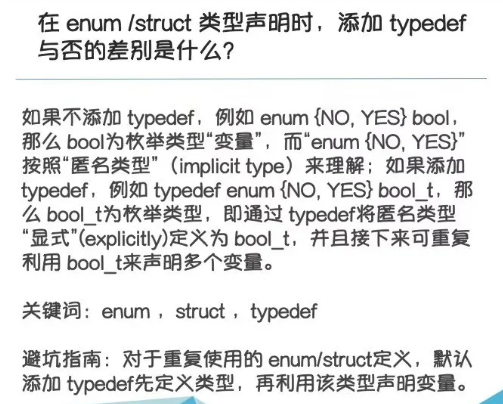 在 enum /struct 类型声明时，添加 typedef
与否的差别是什么？
如果不添加 typedef，例如 enum {NO, YES} bool，
那么 bool为枚举类型“变量”，而“enum {NO, YES}”
按照“匿名类型”（implicit type）来理解；如果添加
typedef，例如 typedef enum {NO, YES} bool_t，那
么 bool_t为枚举类型，即通过 typedef将匿名类型
“显式”(explicitly)定义为 bool_t，并且接下来可重复
利用 bool_t来声明多个变量。
关键词：enum ，struct ，typedef
避坑指南：对于重复使用的 enum/struct定义，默认
添加 typedef先定义类型，再利用该类型声明变量。